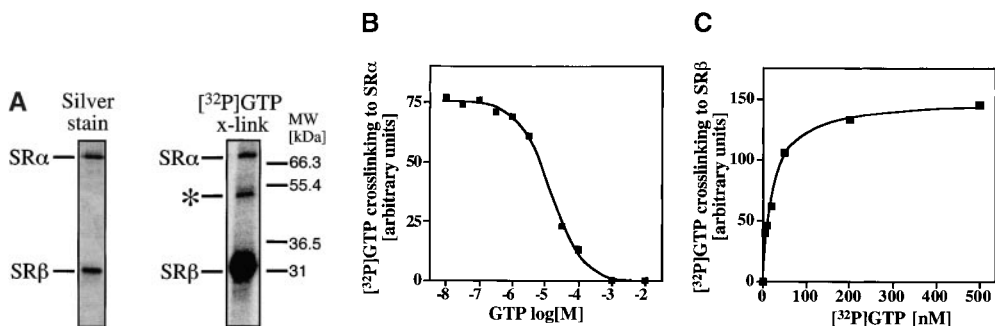 A
Silver
stain
[³²P]GTP
x-link
MW
[kDa]
SRα
SRα
66.3
55.4
*
36.5
SRβ
SRβ
31
B
[³²P]GTP crosslinking to SRα
[arbitrary units]
75
50
25
0
-8 -7 -6 -5 -4 -3 -2
GTP log[M]
C
[³²P]GTP crosslinking to SRβ
[arbitrary units]
150
100
50
0
0 100 200 300 400 500
[³²P]GTP [nM]